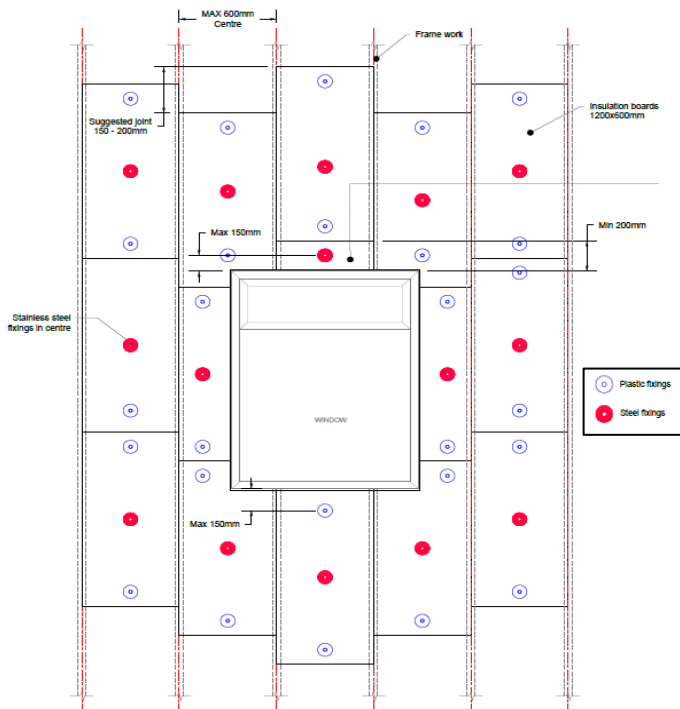 MAX 600mm
Centre
Frame work
Suggested joint
150 - 200mm
Insulation boards
1200x600mm
Max 150mm
Min 200mm
Stainless steel
fixings in centre
Plastic fixings
Steel fixings
WINDOW
Max 150mm